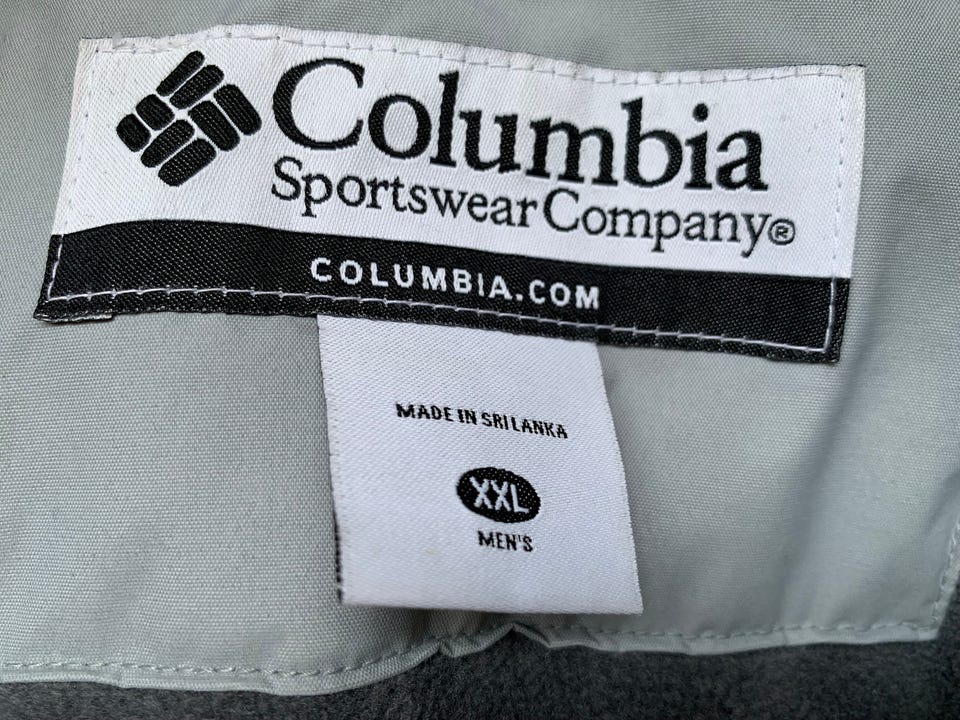 Columbia
Sportswear Company®
COLUMBIA.COM
MADE IN SRI LANKA
XXL
MEN'S